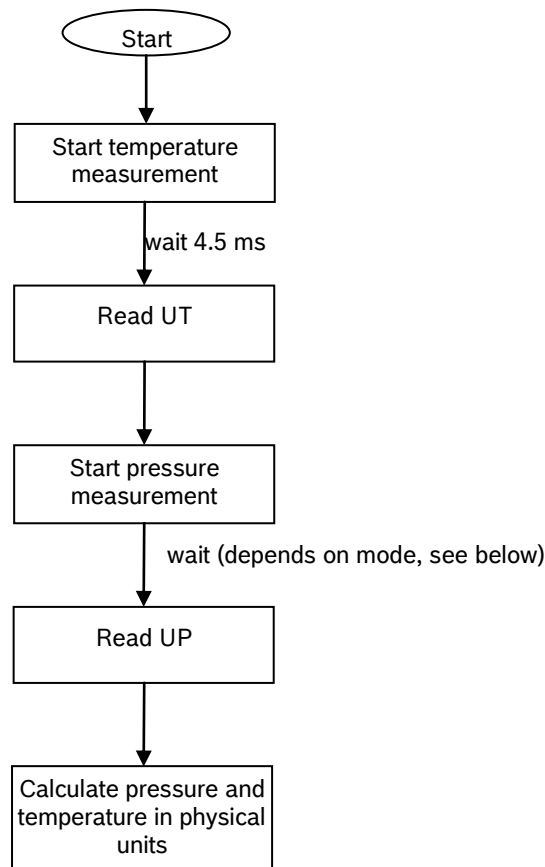 Start
Start temperature
measurement
wait 4.5 ms
Read UT
Start pressure
measurement
wait (depends on mode, see below)
Read UP
Calculate pressure and
temperature in physical
units